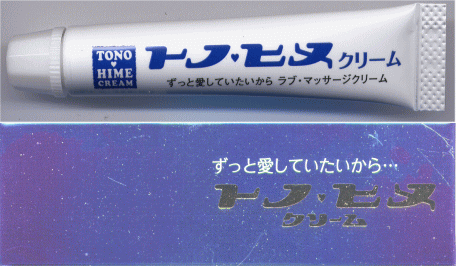 TONO
♥
HIME
CREAM
トノ・ヒメ クリーム
ずっと愛していたいから ラブ・マッサージクリーム
ずっと愛していたいから…
トノ・ヒメ
クリーム